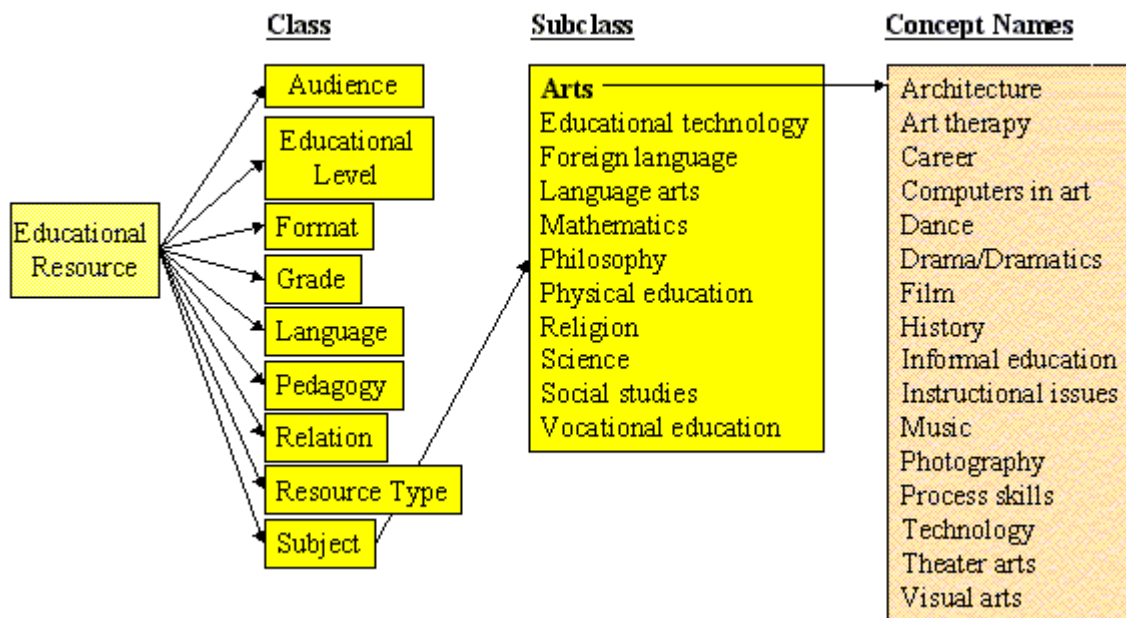 Class
Subclass
Concept Names
Educational
Resource
Audience
Educational
Level
Format
Grade
Language
Pedagogy
Relation
Resource Type
Subject
Arts
Educational technology
Foreign language
Language arts
Mathematics
Philosophy
Physical education
Religion
Science
Social studies
Vocational education
Architecture
Art therapy
Career
Computers in art
Dance
Drama/Dramatics
Film
History
Informal education
Instructional issues
Music
Photography
Process skills
Technology
Theater arts
Visual arts